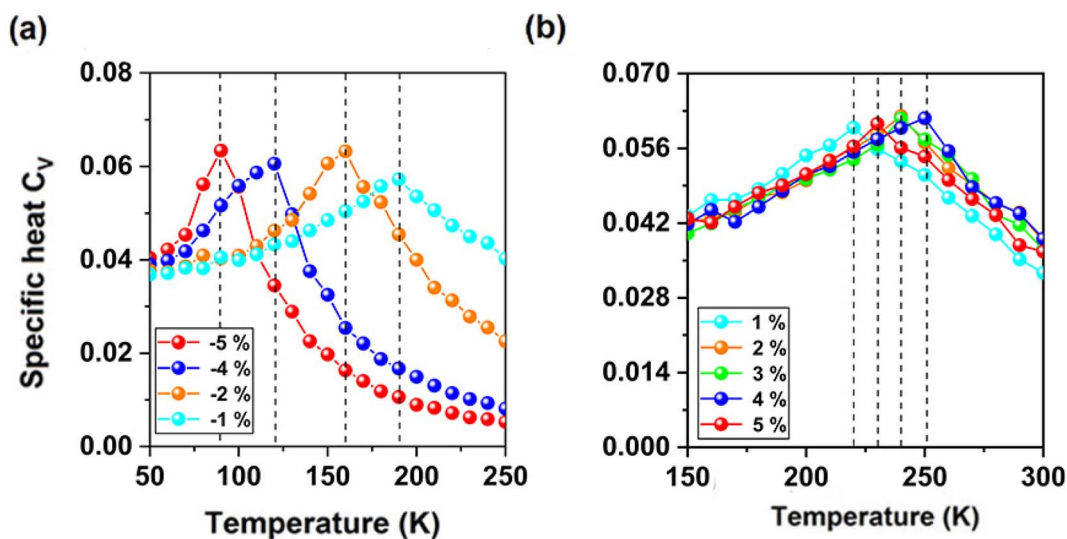 (a)
(b)
Specific heat Cv
0.08
0.06
0.04
0.02
0.00
-5 %
-4 %
-2 %
-1 %
50 100 150 200 250
Temperature (K)
0.070
0.056
0.042
0.028
0.014
0.000
1 %
2 %
3 %
4 %
5 %
150 200 250 300
Temperature (K)